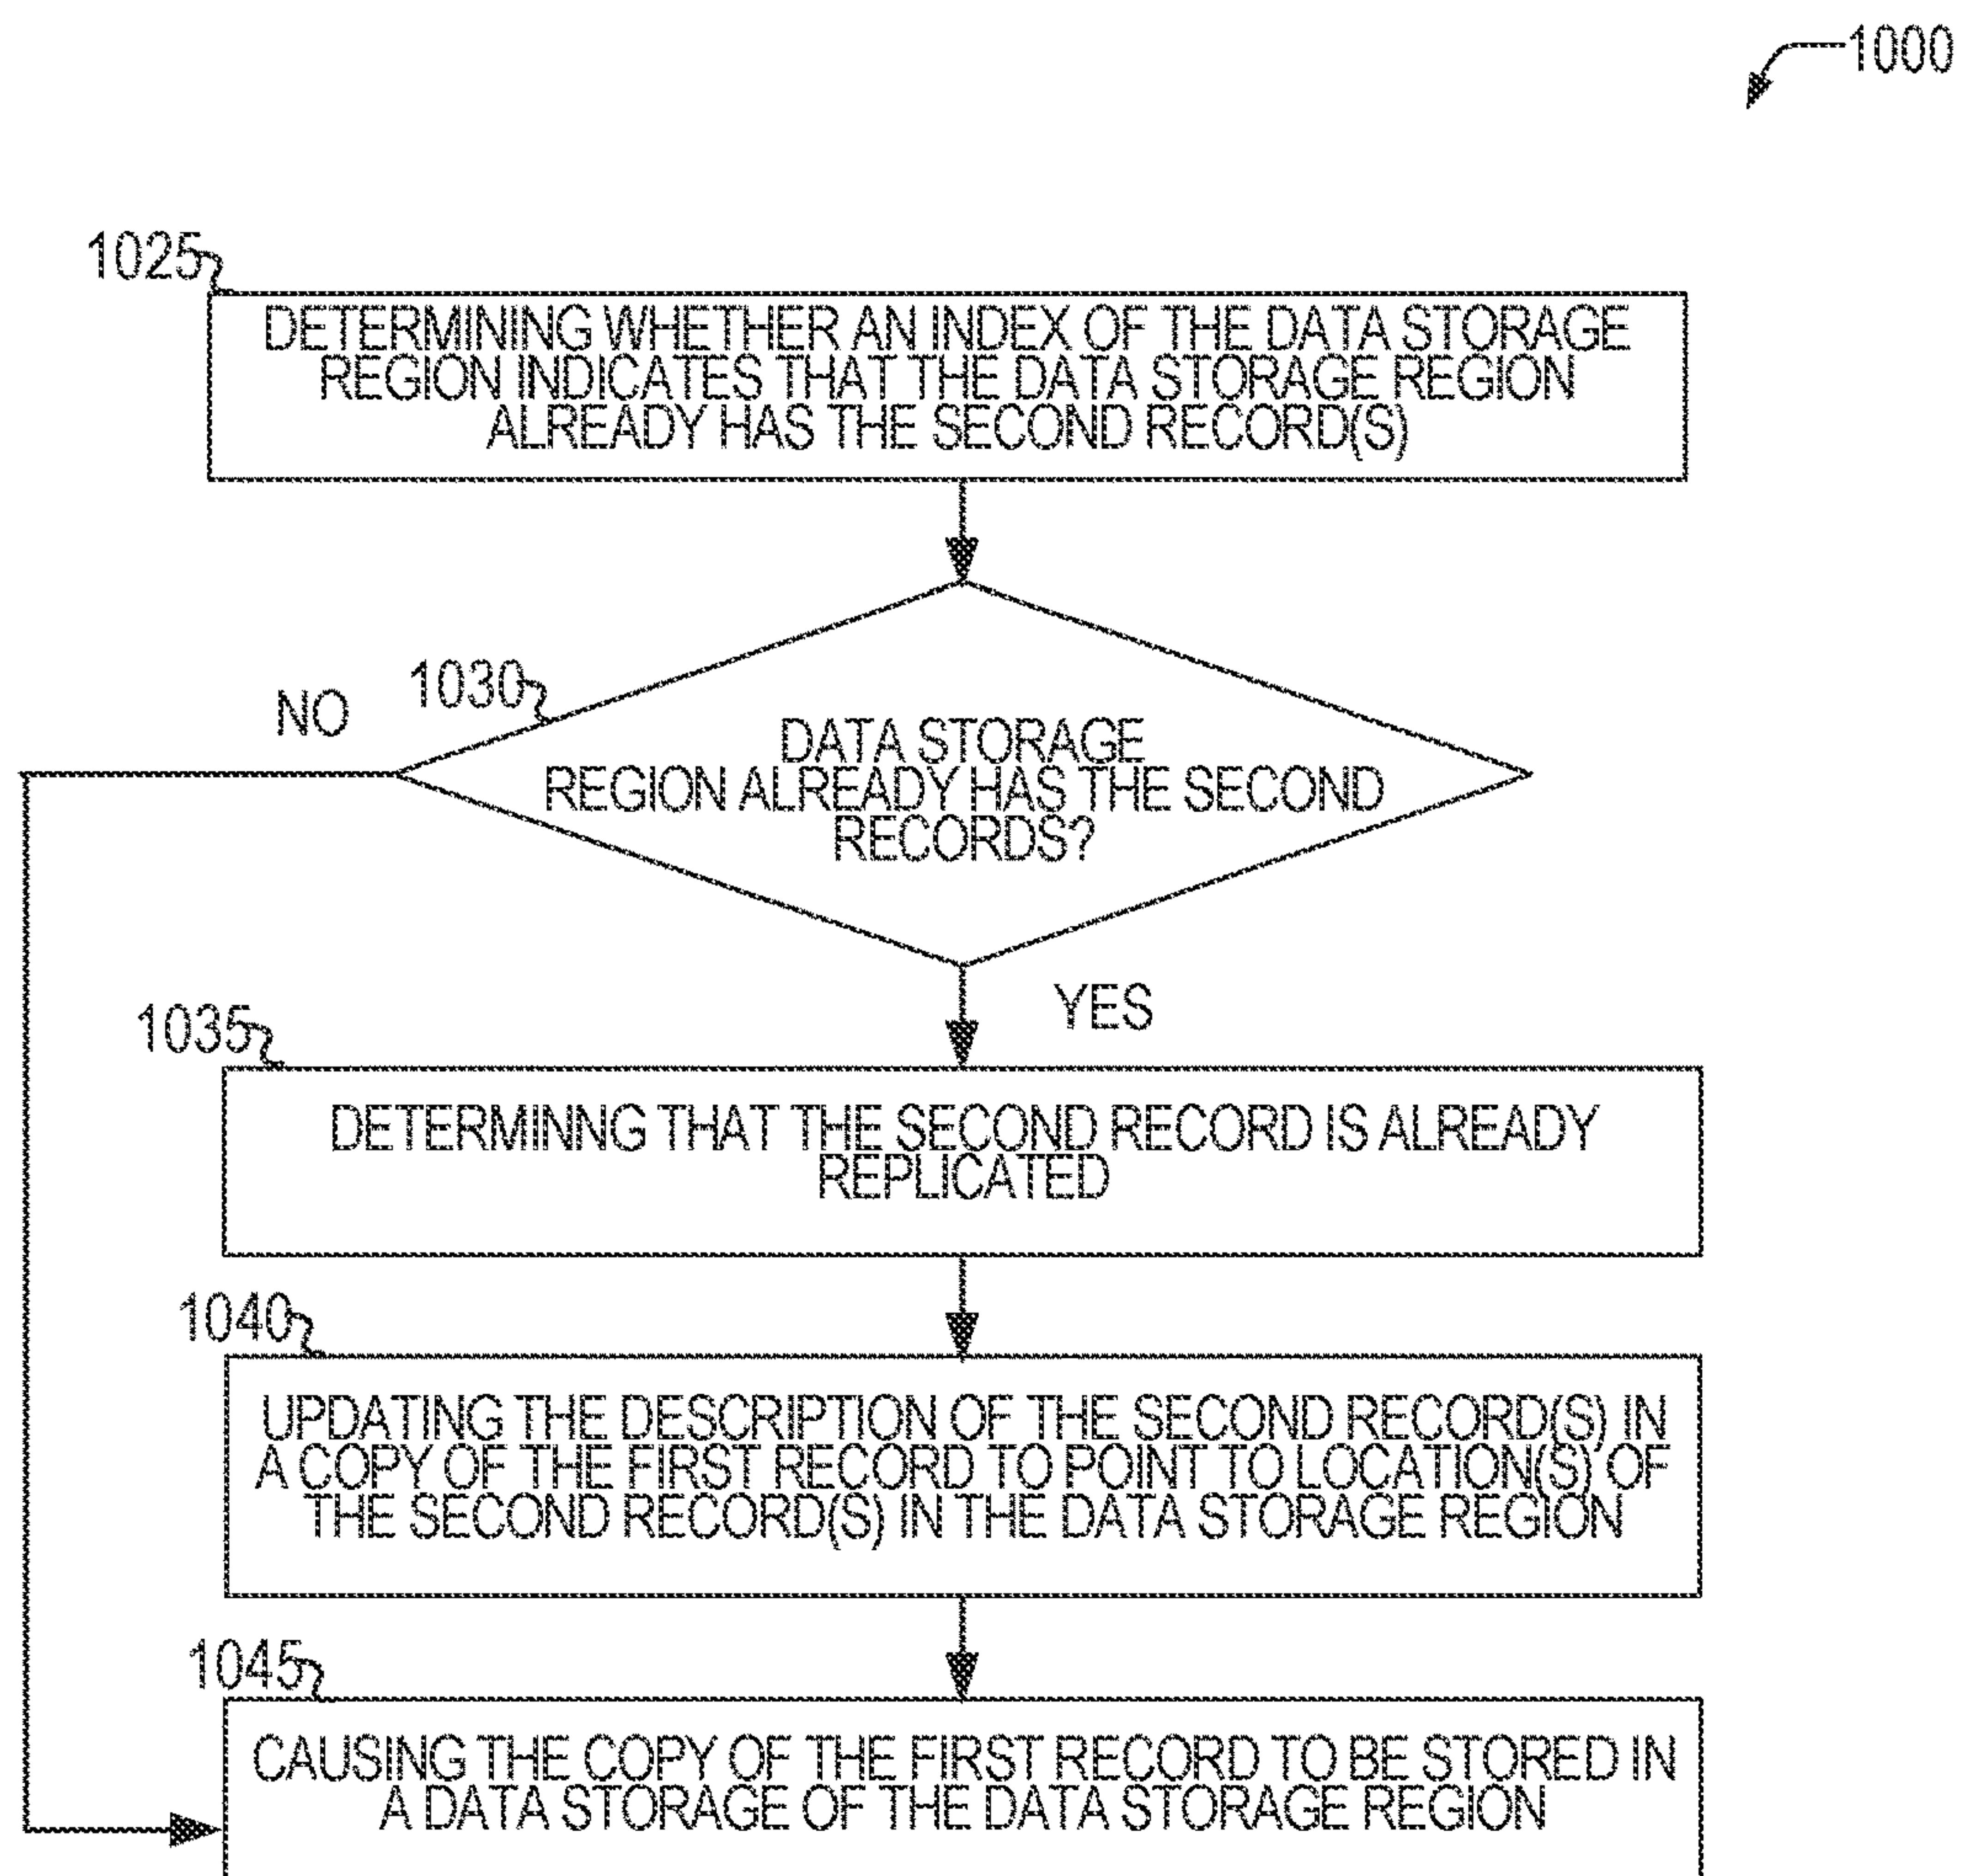 1000
1025
DETERMINING WHETHER AN INDEX OF THE DATA STORAGE
REGION INDICATES THAT THE DATA STORAGE REGION
ALREADY HAS THE SECOND RECORD(S)
1030
NO
DATA STORAGE
REGION ALREADY HAS THE SECOND
RECORDS?
YES
1035
DETERMINNG THAT THE SECOND RECORD IS ALREADY
REPLICATED
1040
UPDATING THE DESCRIPTION OF THE SECOND RECORD(S) IN
A COPY OF THE FIRST RECORD TO POINT TO LOCATION(S) OF
THE SECOND RECORD(S) IN THE DATA STORAGE REGION
1045
CAUSING THE COPY OF THE FIRST RECORD TO BE STORED IN
A DATA STORAGE OF THE DATA STORAGE REGION